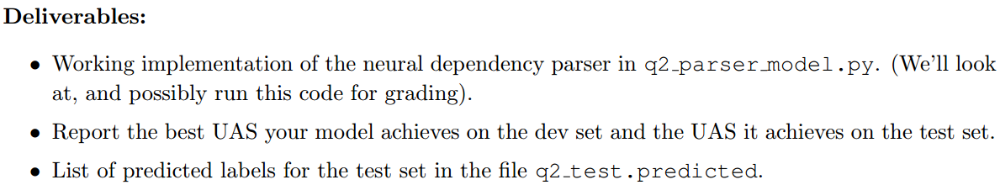 Deliverables:
• Working implementation of the neural dependency parser in q2_parser_model.py. (We’ll look
at, and possibly run this code for grading).
• Report the best UAS your model achieves on the dev set and the UAS it achieves on the test set.
• List of predicted labels for the test set in the file q2_test.predicted.